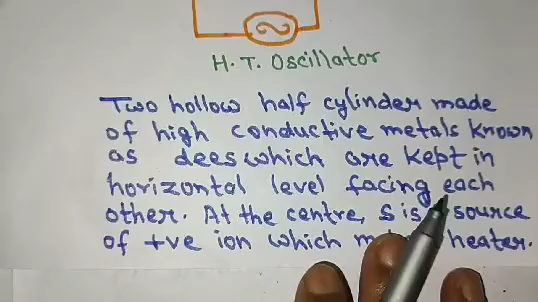 H. T. Oscillator
Two hollow half cylinder made
of high conductive metals known
as dees which are kept in
horizontal level facing each
other. At the centre, S is source
of +ve ion which heater.